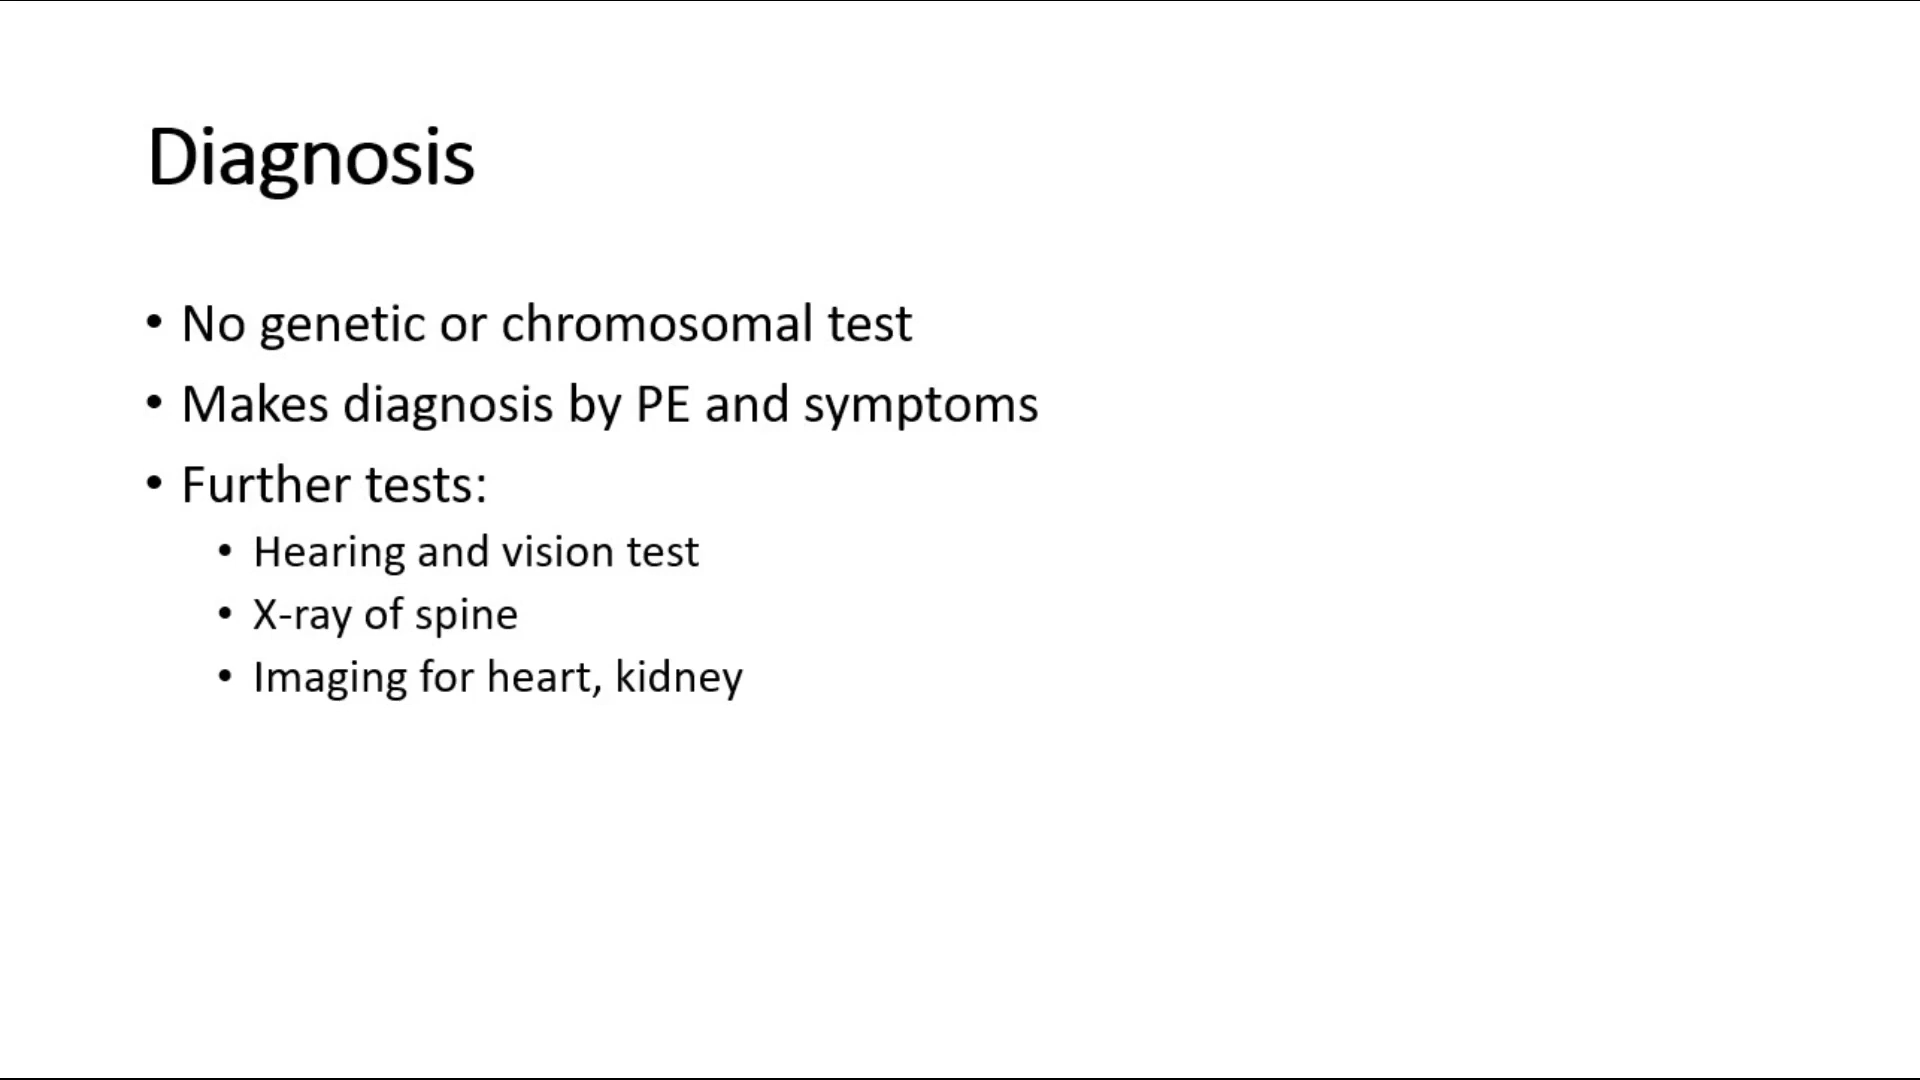 Diagnosis
• No genetic or chromosomal test
• Makes diagnosis by PE and symptoms
• Further tests:
• Hearing and vision test
• X-ray of spine
• Imaging for heart, kidney